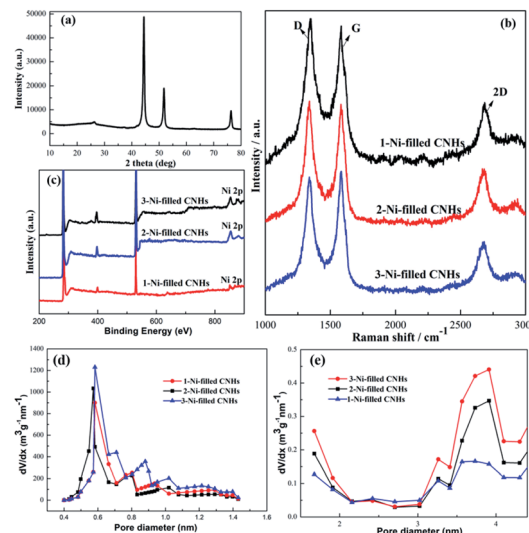 (a)
Intensity (a.u.)
50000
40000
30000
20000
10000
0
10 20 30 40 50 60 70 80
2 theta (deg)
(b)
D
G
2D
1-Ni-filled CNHs
2-Ni-filled CNHs
3-Ni-filled CNHs
Intensity / a.u.
1000 1500 2000 2500 3000
Raman shift / cm-1
(c)
Ni 2p
3-Ni-filled CNHs
Ni 2p
2-Ni-filled CNHs
Ni 2p
1-Ni-filled CNHs
Intensity (a.u.)
200 400 600 800
Binding Energy (eV)
(d)
1400
1200
1000
800
600
400
200
0
1-Ni-filled CNHs
2-Ni-filled CNHs
3-Ni-filled CNHs
dV/dx (m3g-1nm-1)
0.4 0.6 0.8 1.0 1.2 1.4 1.6
Pore diameter (nm)
(e)
0.5
0.4
0.3
0.2
0.1
0.0
3-Ni-filled CNHs
2-Ni-filled CNHs
1-Ni-filled CNHs
dV/dx (m3g-1nm-1)
2 3 4
Pore diameter (nm)